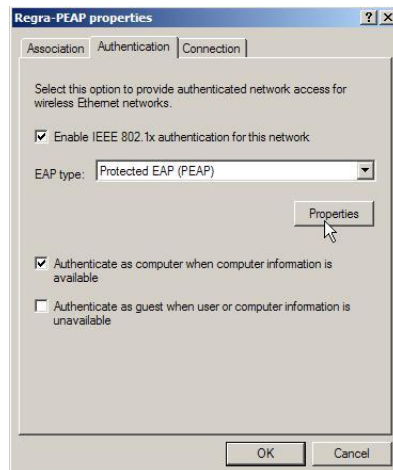 Regra-PEAP properties
Association Authentication Connection
Select this option to provide authenticated network access for
wireless Ethernet networks.
Enable IEEE 802.1x authentication for this network
EAP type: Protected EAP (PEAP)
Properties
Authenticate as computer when computer information is
available
Authenticate as guest when user or computer information is
unavailable
OK Cancel